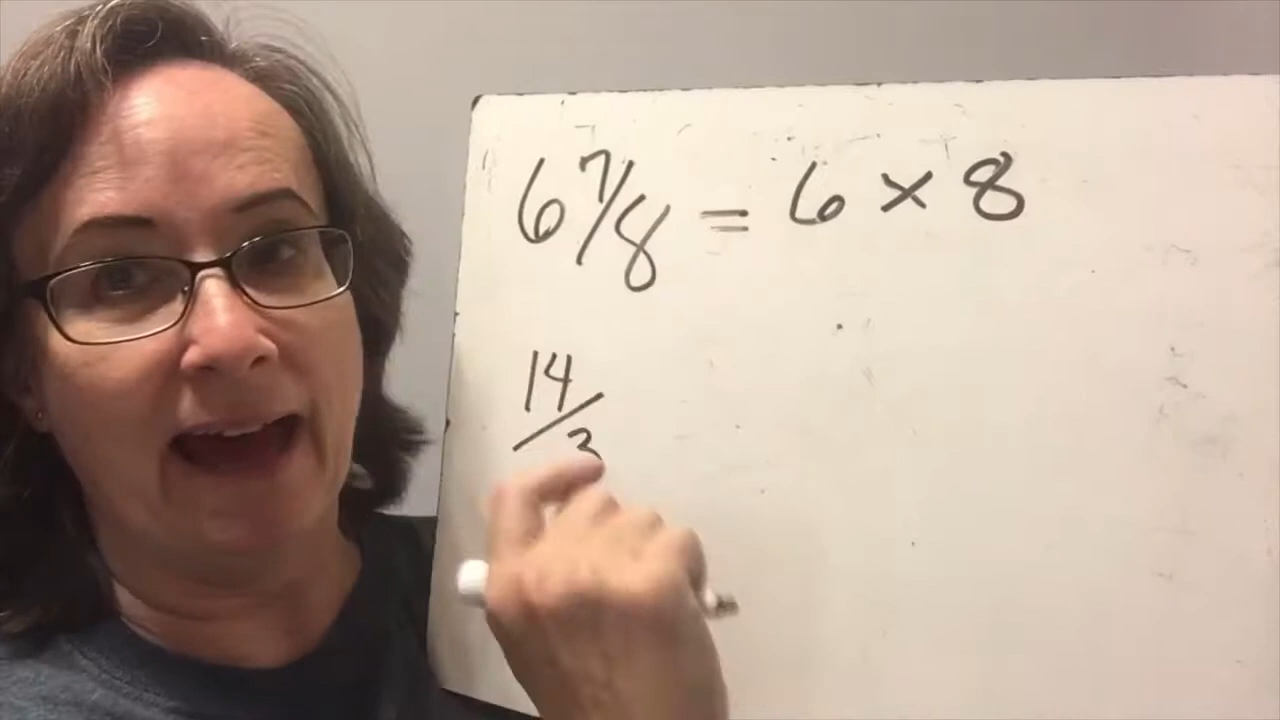 6 7/8 = 6 × 8
14/3